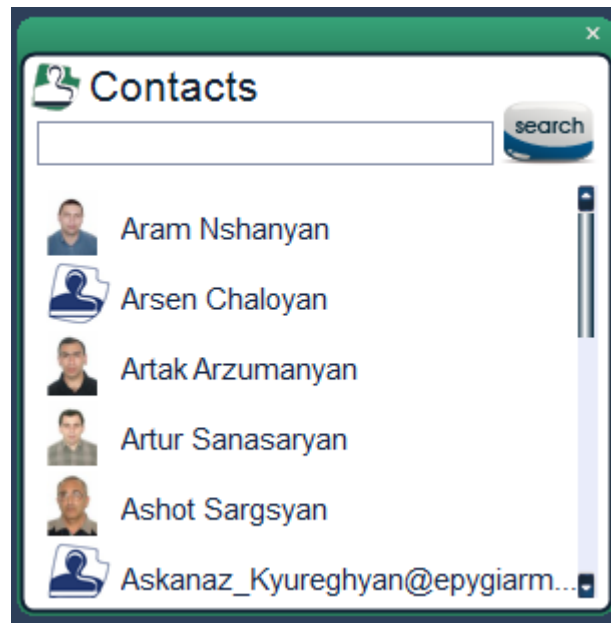 Contacts
search
Aram Nshanyan
Arsen Chaloyan
Artak Arzumanyan
Artur Sanasaryan
Ashot Sargsyan
Askanaz_Kyureghyan@epygiarm...